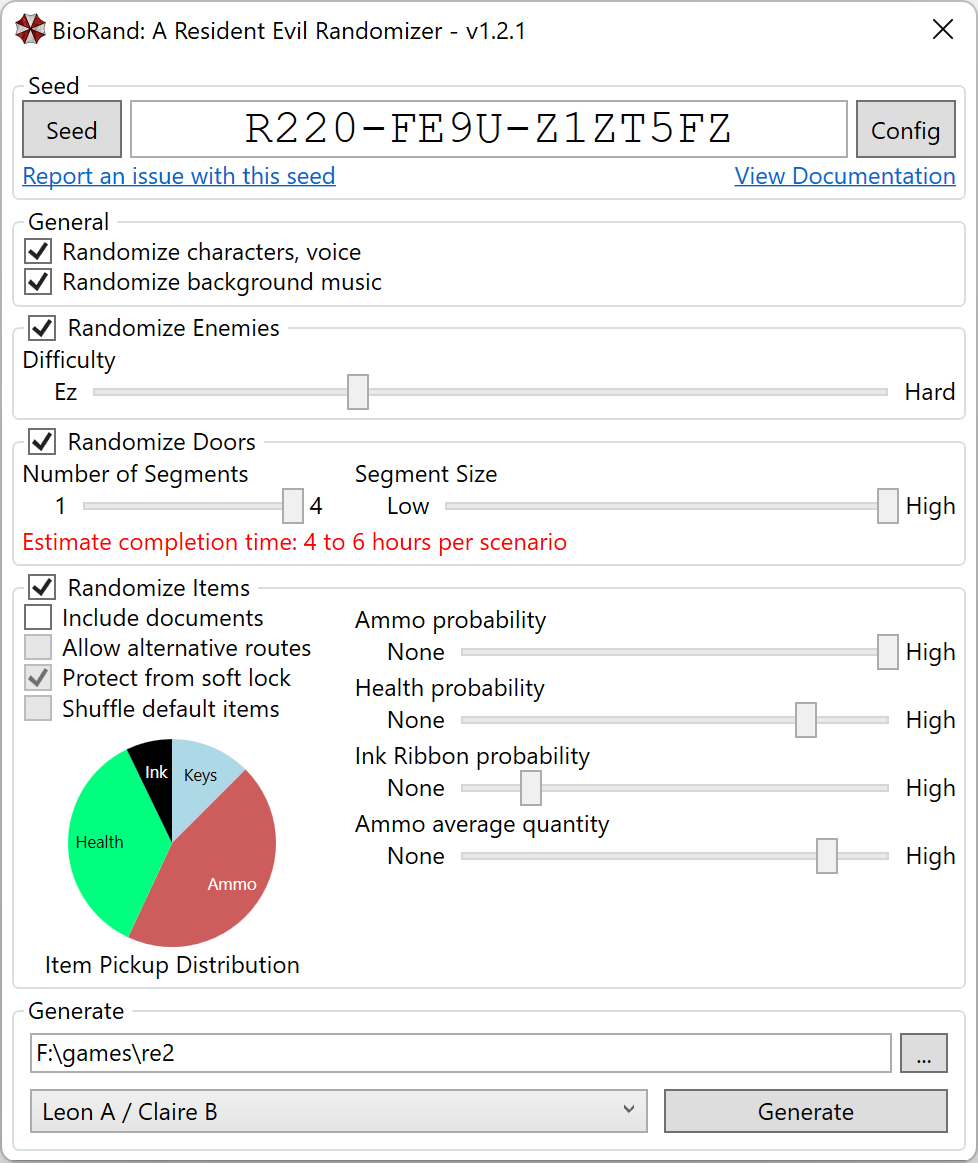 BioRand: A Resident Evil Randomizer - v1.2.1
Seed
Seed R220-FE9U-Z1ZT5FZ Config
Report an issue with this seed View Documentation
General
Randomize characters, voice
Randomize background music
Randomize Enemies
Difficulty
Ez Hard
Randomize Doors
Number of Segments Segment Size
1 4 Low High
Estimate completion time: 4 to 6 hours per scenario
Randomize Items
Include documents
Allow alternative routes
Protect from soft lock
Shuffle default items
Ink Keys
Health
Ammo
Item Pickup Distribution
Ammo probability
None High
Health probability
None High
Ink Ribbon probability
None High
Ammo average quantity
None High
Generate
F:\games\re2 ...
Leon A / Claire B Generate